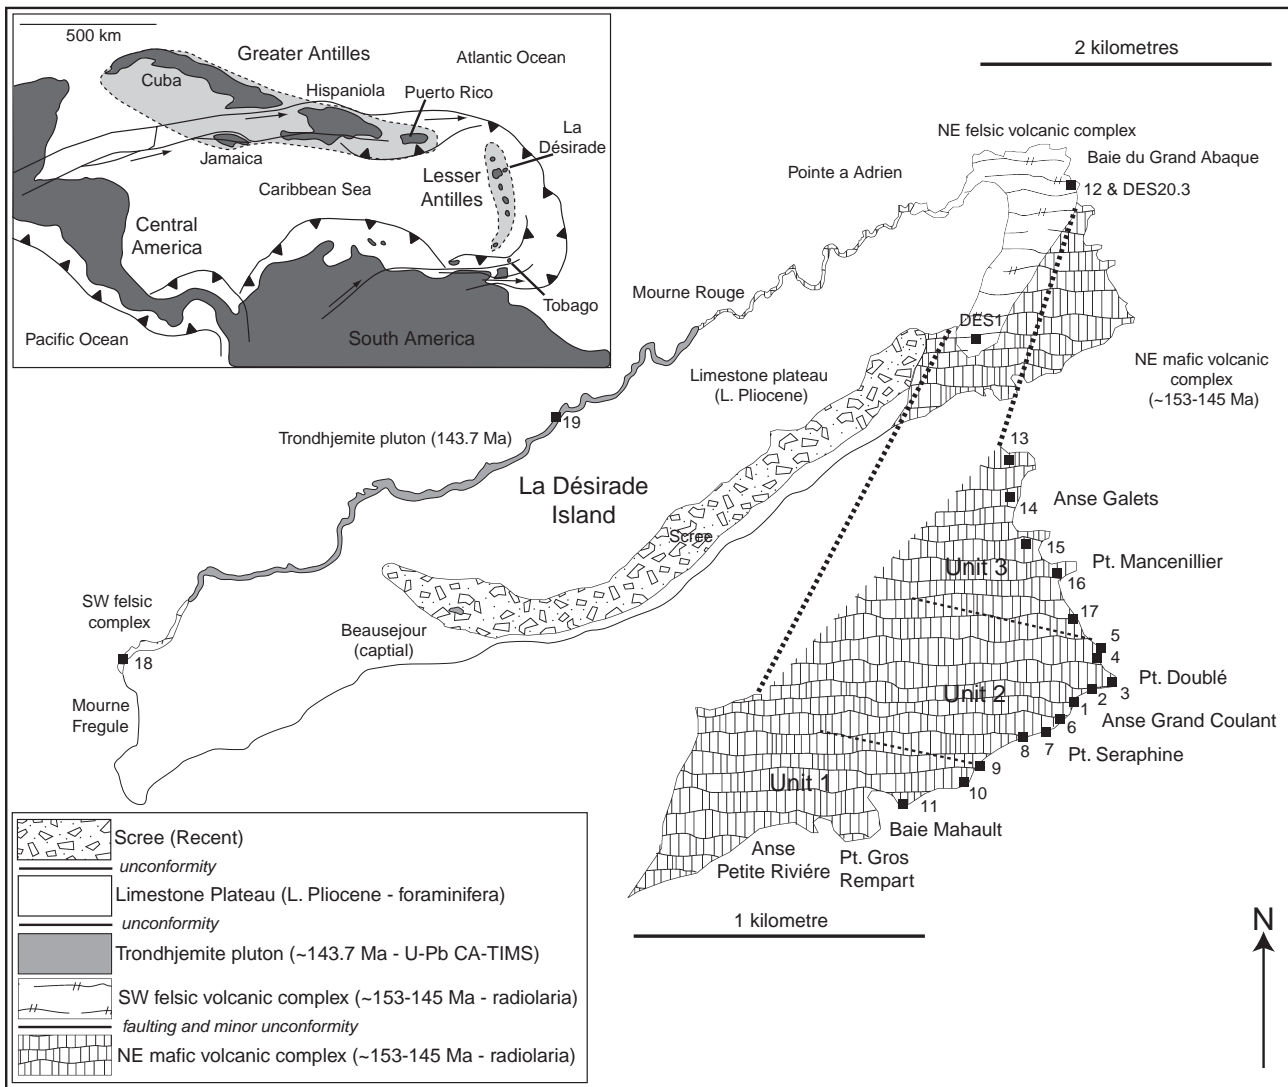 500 km
Greater Antilles
Atlantic Ocean
Cuba
Hispaniola
Puerto Rico
La
Désirade
Jamaica
Lesser
Antilles
Caribbean Sea
Central
America
Tobago
Pacific Ocean
South America
2 kilometres
NE felsic volcanic complex
Baie du Grand Abaque
Pointe a Adrien
12 & DES20.3
Mourne Rouge
DES1
Limestone plateau
(L. Pliocene)
NE mafic volcanic
complex
(~153-145 Ma)
19
Trondhjemite pluton (143.7 Ma)
La Désirade
Island
Scree
13
14
Anse Galets
15
Unit 3
Pt. Mancenillier
16
17
5
4
SW felsic
complex
18
Beausejour
(captial)
Mourne
Fregule
Pt. Doublé
3
2
Unit 2
1
Anse Grand Coulant
6
7
8
Pt. Seraphine
9
Unit 1
10
11
Baie Mahault
Anse
Petite Riviére
Pt. Gros
Rempart
1 kilometre
N
Scree (Recent)
unconformity
Limestone Plateau (L. Pliocene - foraminifera)
unconformity
Trondhjemite pluton (~143.7 Ma - U-Pb CA-TIMS)
SW felsic volcanic complex (~153-145 Ma - radiolaria)
faulting and minor unconformity
NE mafic volcanic complex (~153-145 Ma - radiolaria)